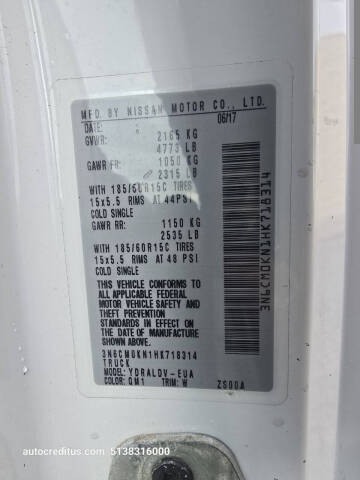 MFD. BY NISSAN MOTOR CO., LTD.
DATE: 06/17
GVWR: 2165 KG
4773 LB
GAWR FR: 1050 KG
2315 LB
WITH 185/60R15C TIRES
15x5.5 RIMS AT 44PSI
COLD SINGLE
GAWR RR: 1150 KG
2535 LB
WITH 185/60R15C TIRES
15x5.5 RIMS AT 48 PSI
COLD SINGLE
THIS VEHICLE CONFORMS TO
ALL APPLICABLE FEDERAL
MOTOR VEHICLE SAFETY AND
THEFT PREVENTION
STANDARDS IN EFFECT ON
THE DATE OF MANUFACTURE
SHOWN ABOVE.
3N6CM0KN1HK718314
TRUCK
MODEL: YDRALDV-EUA
COLOR: QM1 TRIM: W ZS00A
3N6CM0KN1HK718314
autocreditus.com / 5138316000